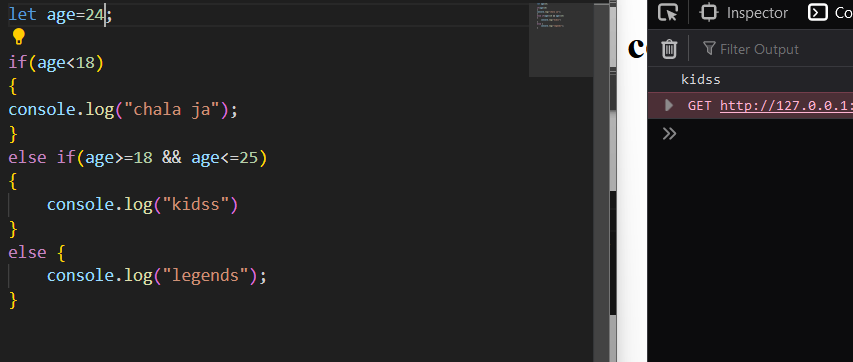 let age=24;
if(age<18)
{
console.log("chala ja");
}
else if(age>=18 && age<=25)
{
    console.log("kidss")
}
else {
    console.log("legends");
}
Inspector
Filter Output
kidss
GET http://127.0.0.1: